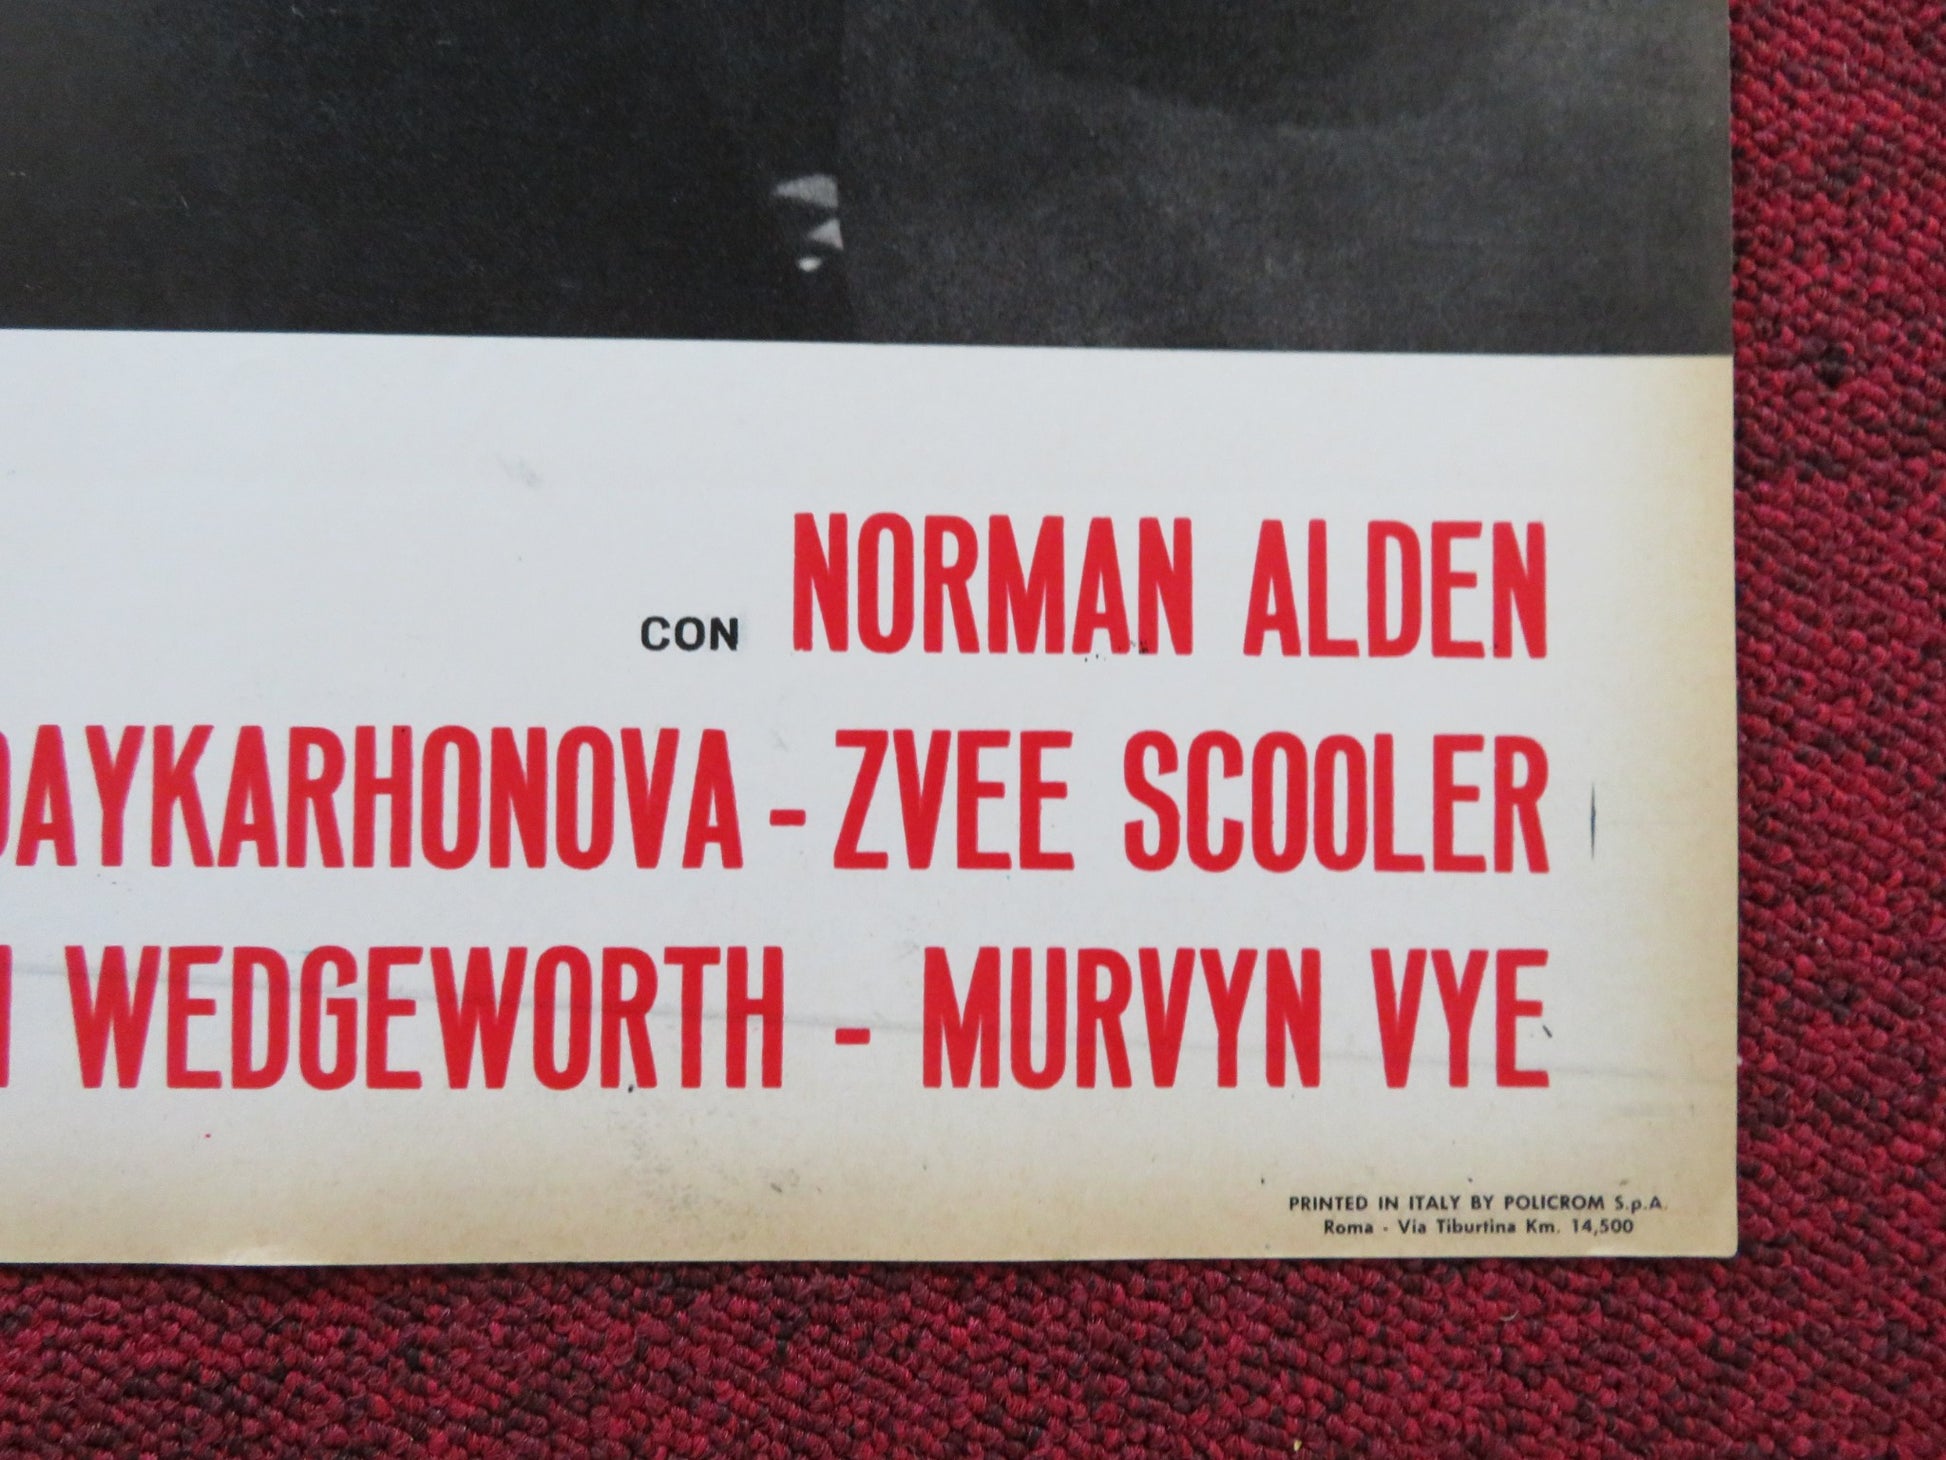 CON NORMAN ALDEN
DAYKARHONOVA - ZVEE SCOOLER
WEDGEWORTH - MURVYN VYE
PRINTED IN ITALY BY POLICROM S.p.A.
Roma - Via Tiburtina Km. 14,500